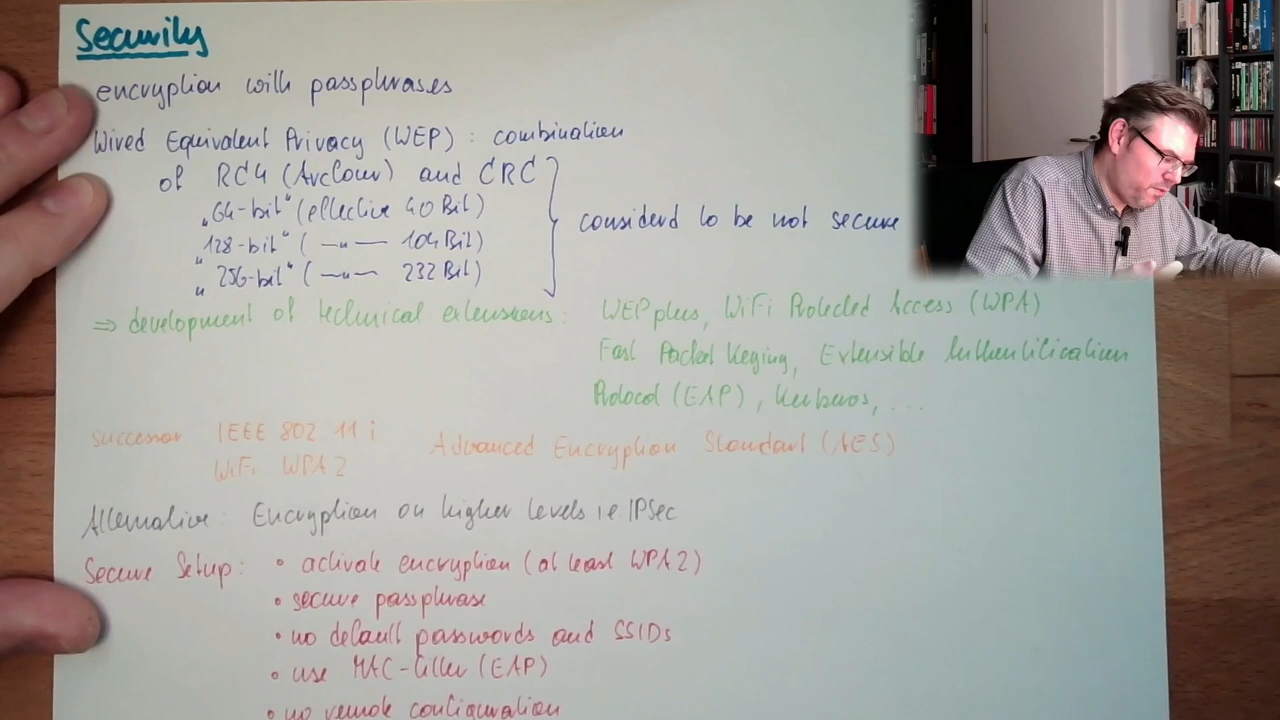 Security
encryption with passphrases
Wired Equivalent Privacy (WEP) : combination
of RC4 (Arcfour) and CRC
"64-bit" (effective 40 Bit)
"128-bit" ( —"— 104 Bit)
"256-bit" ( —"— 232 Bit)
considerd to be not secure
⇒ development of technical extensions: WEPplus, WiFi Protected Access (WPA)
Fast Packet Keying, Extensible Authentification
Protocol (EAP), Kerberos, ...
successor IEEE 802 11 i Advanced Encryption Standart (AES)
WiFi WPA2
Alternative: Encryption on higher levels i.e. IPSec
Secure Setup: • activate encryption (at least WPA2)
• secure passphrase
• no default passwords and SSIDs
• use MAC-filter (EAP)
• no remote configuration